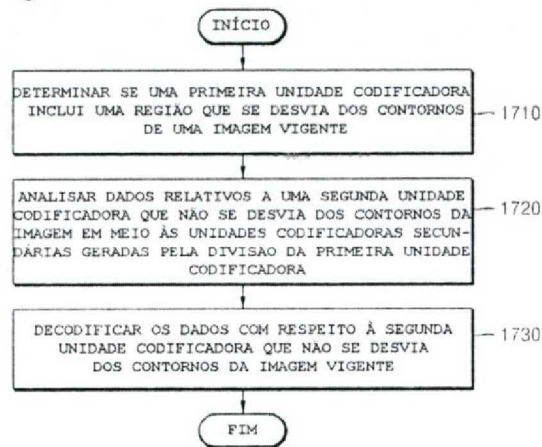 INÍCIO
DETERMINAR SE UMA PRIMEIRA UNIDADE CODIFICADORA
INCLUI UMA REGIÃO QUE SE DESVIA DOS CONTORNOS
DE UMA IMAGEM VIGENTE
1710
ANALISAR DADOS RELATIVOS A UMA SEGUNDA UNIDADE
CODIFICADORA QUE NÃO SE DESVIA DOS CONTORNOS DA
IMAGEM EM MEIO ÀS UNIDADES CODIFICADORAS SECUN-
DÁRIAS GERADAS PELA DIVISÃO DA PRIMEIRA UNIDADE
CODIFICADORA
1720
DECODIFICAR OS DADOS COM RESPEITO À SEGUNDA
UNIDADE CODIFICADORA QUE NÃO SE DESVIA
DOS CONTORNOS DA IMAGEM VIGENTE
1730
FIM